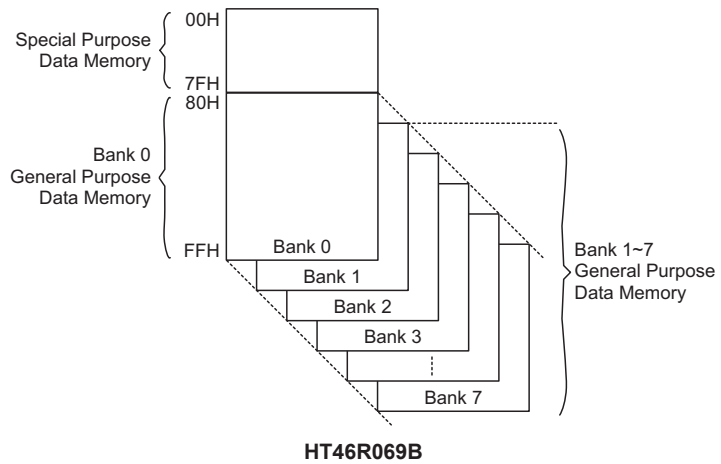 00H
Special Purpose
Data Memory
7FH
80H
Bank 0
General Purpose
Data Memory
FFH
Bank 0
Bank 1
Bank 2
Bank 3
Bank 7
Bank 1~7
General Purpose
Data Memory
HT46R069B